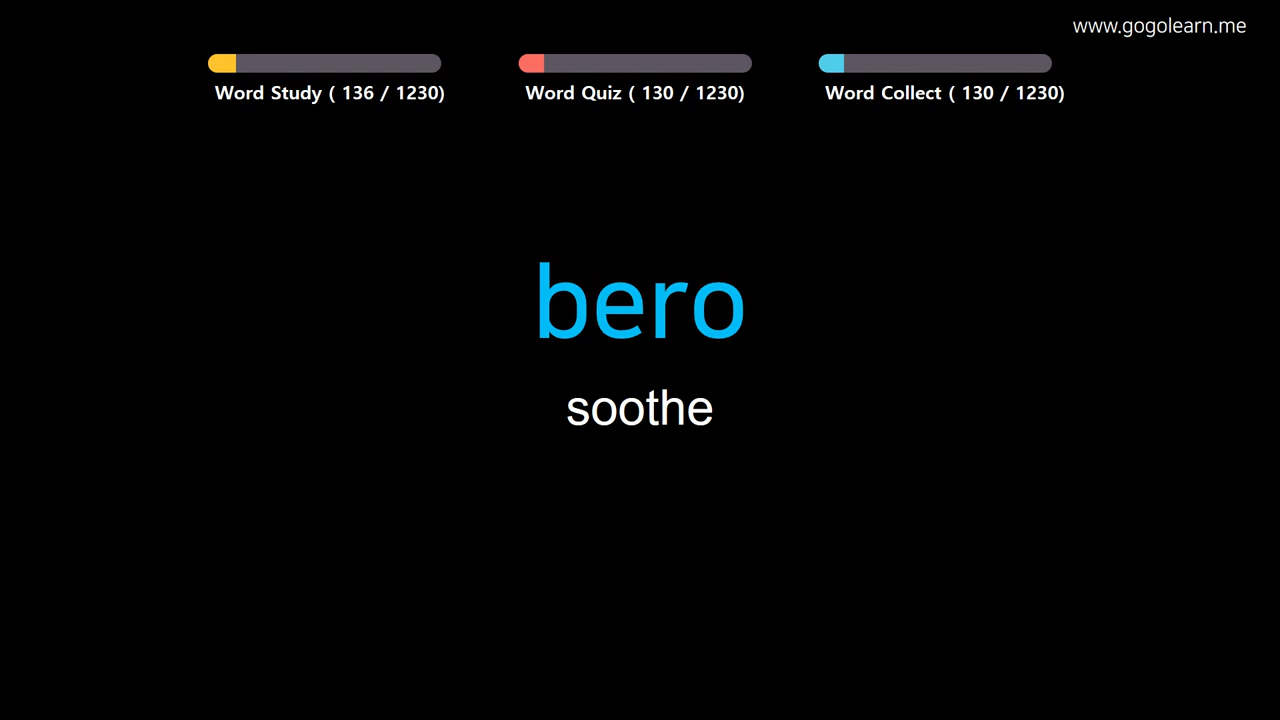 www.gogolearn.me
Word Study ( 136 / 1230)
Word Quiz ( 130 / 1230)
Word Collect ( 130 / 1230)
bero
soothe